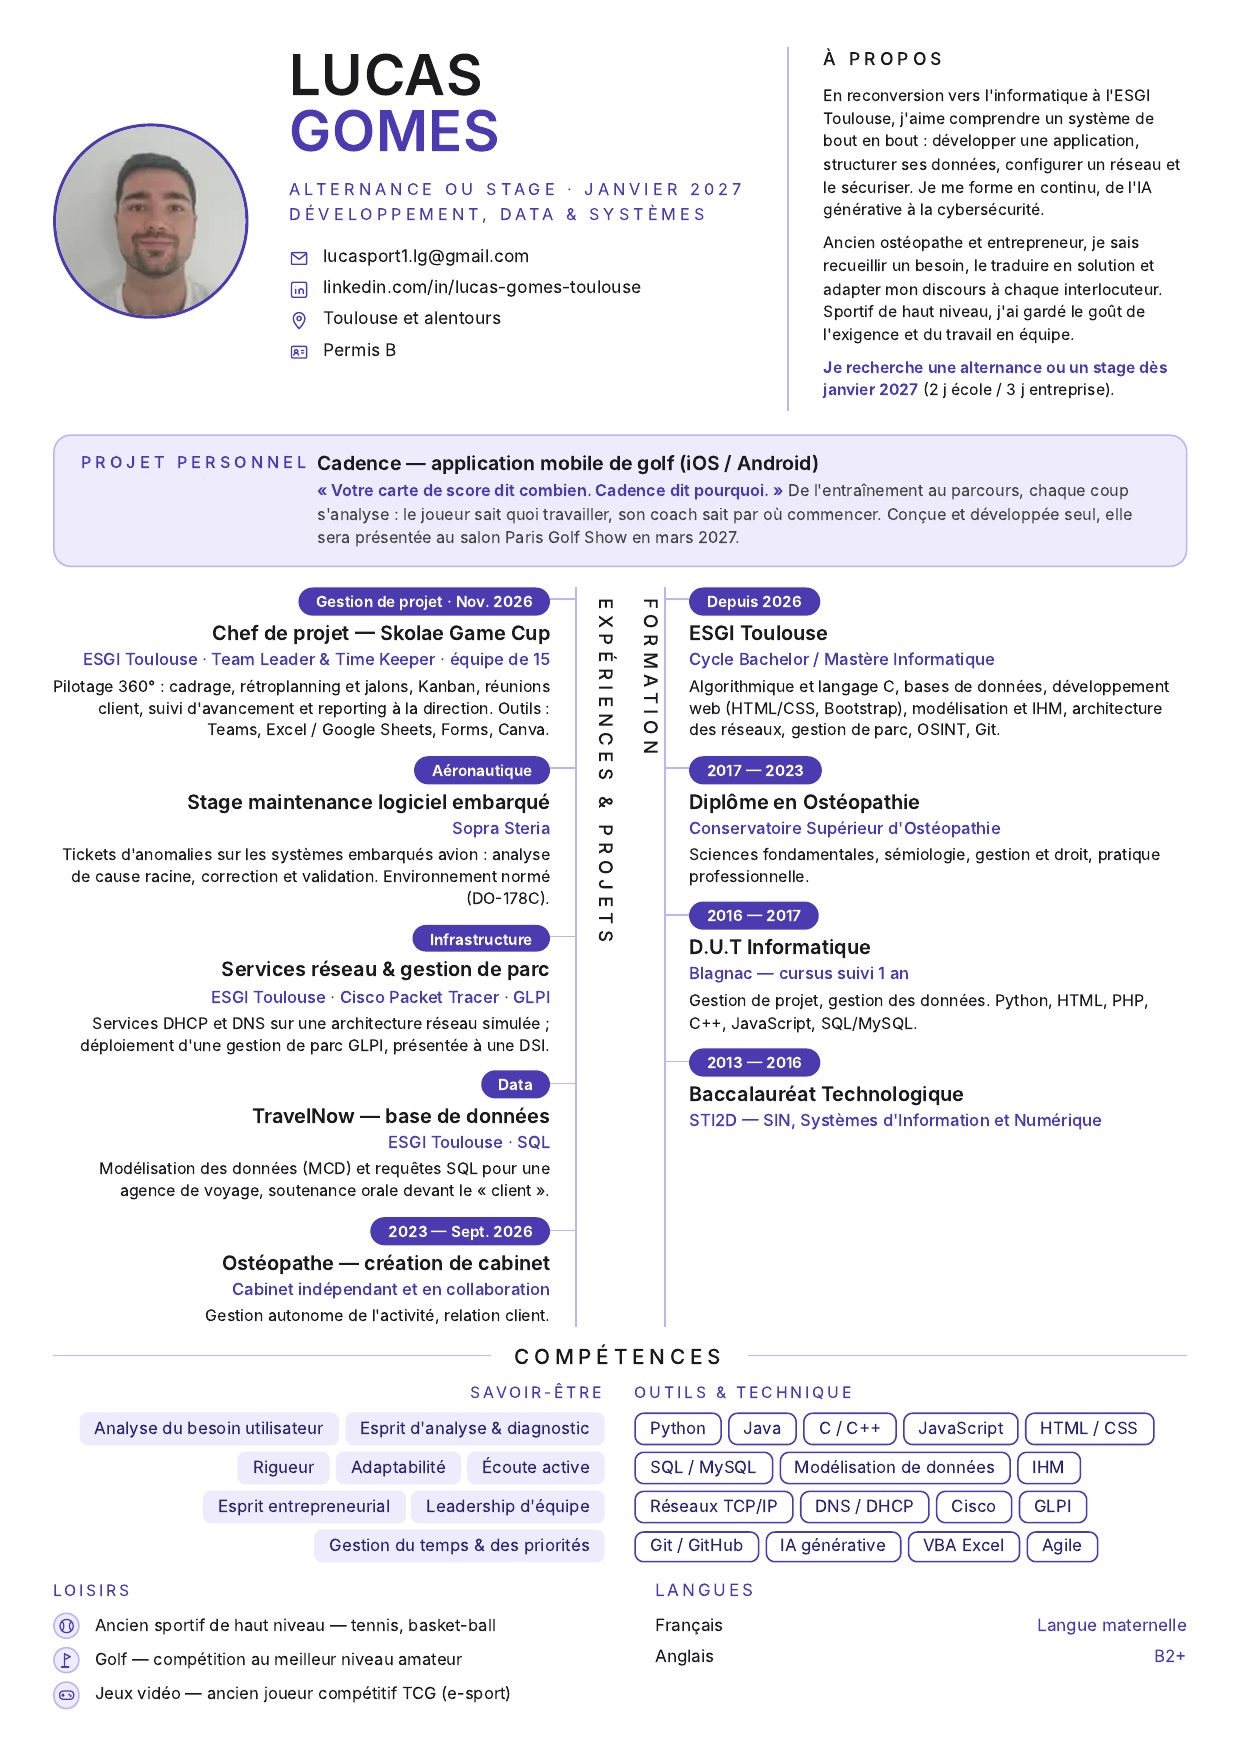 LUCAS
GOMES
ALTERNANCE OU STAGE · JANVIER 2027
DÉVELOPPEMENT, DATA & SYSTÈMES
lucasport1.lg@gmail.com
linkedin.com/in/lucas-gomes-toulouse
Toulouse et alentours
Permis B
À PROPOS
En reconversion vers l'informatique à l'ESGI
Toulouse, j'aime comprendre un système de
bout en bout : développer une application,
structurer ses données, configurer un réseau et
le sécuriser. Je me forme en continu, de l'IA
générative à la cybersécurité.
Ancien ostéopathe et entrepreneur, je sais
recueillir un besoin, le traduire en solution et
adapter mon discours à chaque interlocuteur.
Sportif de haut niveau, j'ai gardé le goût de
l'exigence et du travail en équipe.
Je recherche une alternance ou un stage dès
janvier 2027 (2 j école / 3 j entreprise).
PROJET PERSONNEL
Cadence — application mobile de golf (iOS / Android)
« Votre carte de score dit combien. Cadence dit pourquoi. » De l'entraînement au parcours, chaque coup
s'analyse : le joueur sait quoi travailler, son coach sait par où commencer. Conçue et développée seul, elle
sera présentée au salon Paris Golf Show en mars 2027.
EXPÉRIENCES & PROJETS
Gestion de projet · Nov. 2026
Chef de projet — Skolae Game Cup
ESGI Toulouse · Team Leader & Time Keeper · équipe de 15
Pilotage 360° : cadrage, rétroplanning et jalons, Kanban, réunions
client, suivi d'avancement et reporting à la direction. Outils :
Teams, Excel / Google Sheets, Forms, Canva.
Aéronautique
Stage maintenance logiciel embarqué
Sopra Steria
Tickets d'anomalies sur les systèmes embarqués avion : analyse
de cause racine, correction et validation. Environnement normé
(DO-178C).
Infrastructure
Services réseau & gestion de parc
ESGI Toulouse · Cisco Packet Tracer · GLPI
Services DHCP et DNS sur une architecture réseau simulée ;
déploiement d'une gestion de parc GLPI, présentée à une DSI.
Data
TravelNow — base de données
ESGI Toulouse · SQL
Modélisation des données (MCD) et requêtes SQL pour une
agence de voyage, soutenance orale devant le « client ».
2023 — Sept. 2026
Ostéopathe — création de cabinet
Cabinet indépendant et en collaboration
Gestion autonome de l'activité, relation client.
FORMATION
Depuis 2026
ESGI Toulouse
Cycle Bachelor / Mastère Informatique
Algorithmique et langage C, bases de données, développement
web (HTML/CSS, Bootstrap), modélisation et IHM, architecture
des réseaux, gestion de parc, OSINT, Git.
2017 — 2023
Diplôme en Ostéopathie
Conservatoire Supérieur d'Ostéopathie
Sciences fondamentales, sémiologie, gestion et droit, pratique
professionnelle.
2016 — 2017
D.U.T Informatique
Blagnac — cursus suivi 1 an
Gestion de projet, gestion des données. Python, HTML, PHP,
C++, JavaScript, SQL/MySQL.
2013 — 2016
Baccalauréat Technologique
STI2D — SIN, Systèmes d'Information et Numérique
COMPÉTENCES
SAVOIR-ÊTRE
Analyse du besoin utilisateur Esprit d'analyse & diagnostic
Rigueur Adaptabilité Écoute active
Esprit entrepreneurial Leadership d'équipe
Gestion du temps & des priorités
OUTILS & TECHNIQUE
Python Java C / C++ JavaScript HTML / CSS
SQL / MySQL Modélisation de données IHM
Réseaux TCP/IP DNS / DHCP Cisco GLPI
Git / GitHub IA générative VBA Excel Agile
LOISIRS
Ancien sportif de haut niveau — tennis, basket-ball
Golf — compétition au meilleur niveau amateur
Jeux vidéo — ancien joueur compétitif TCG (e-sport)
LANGUES
Français Langue maternelle
Anglais B2+